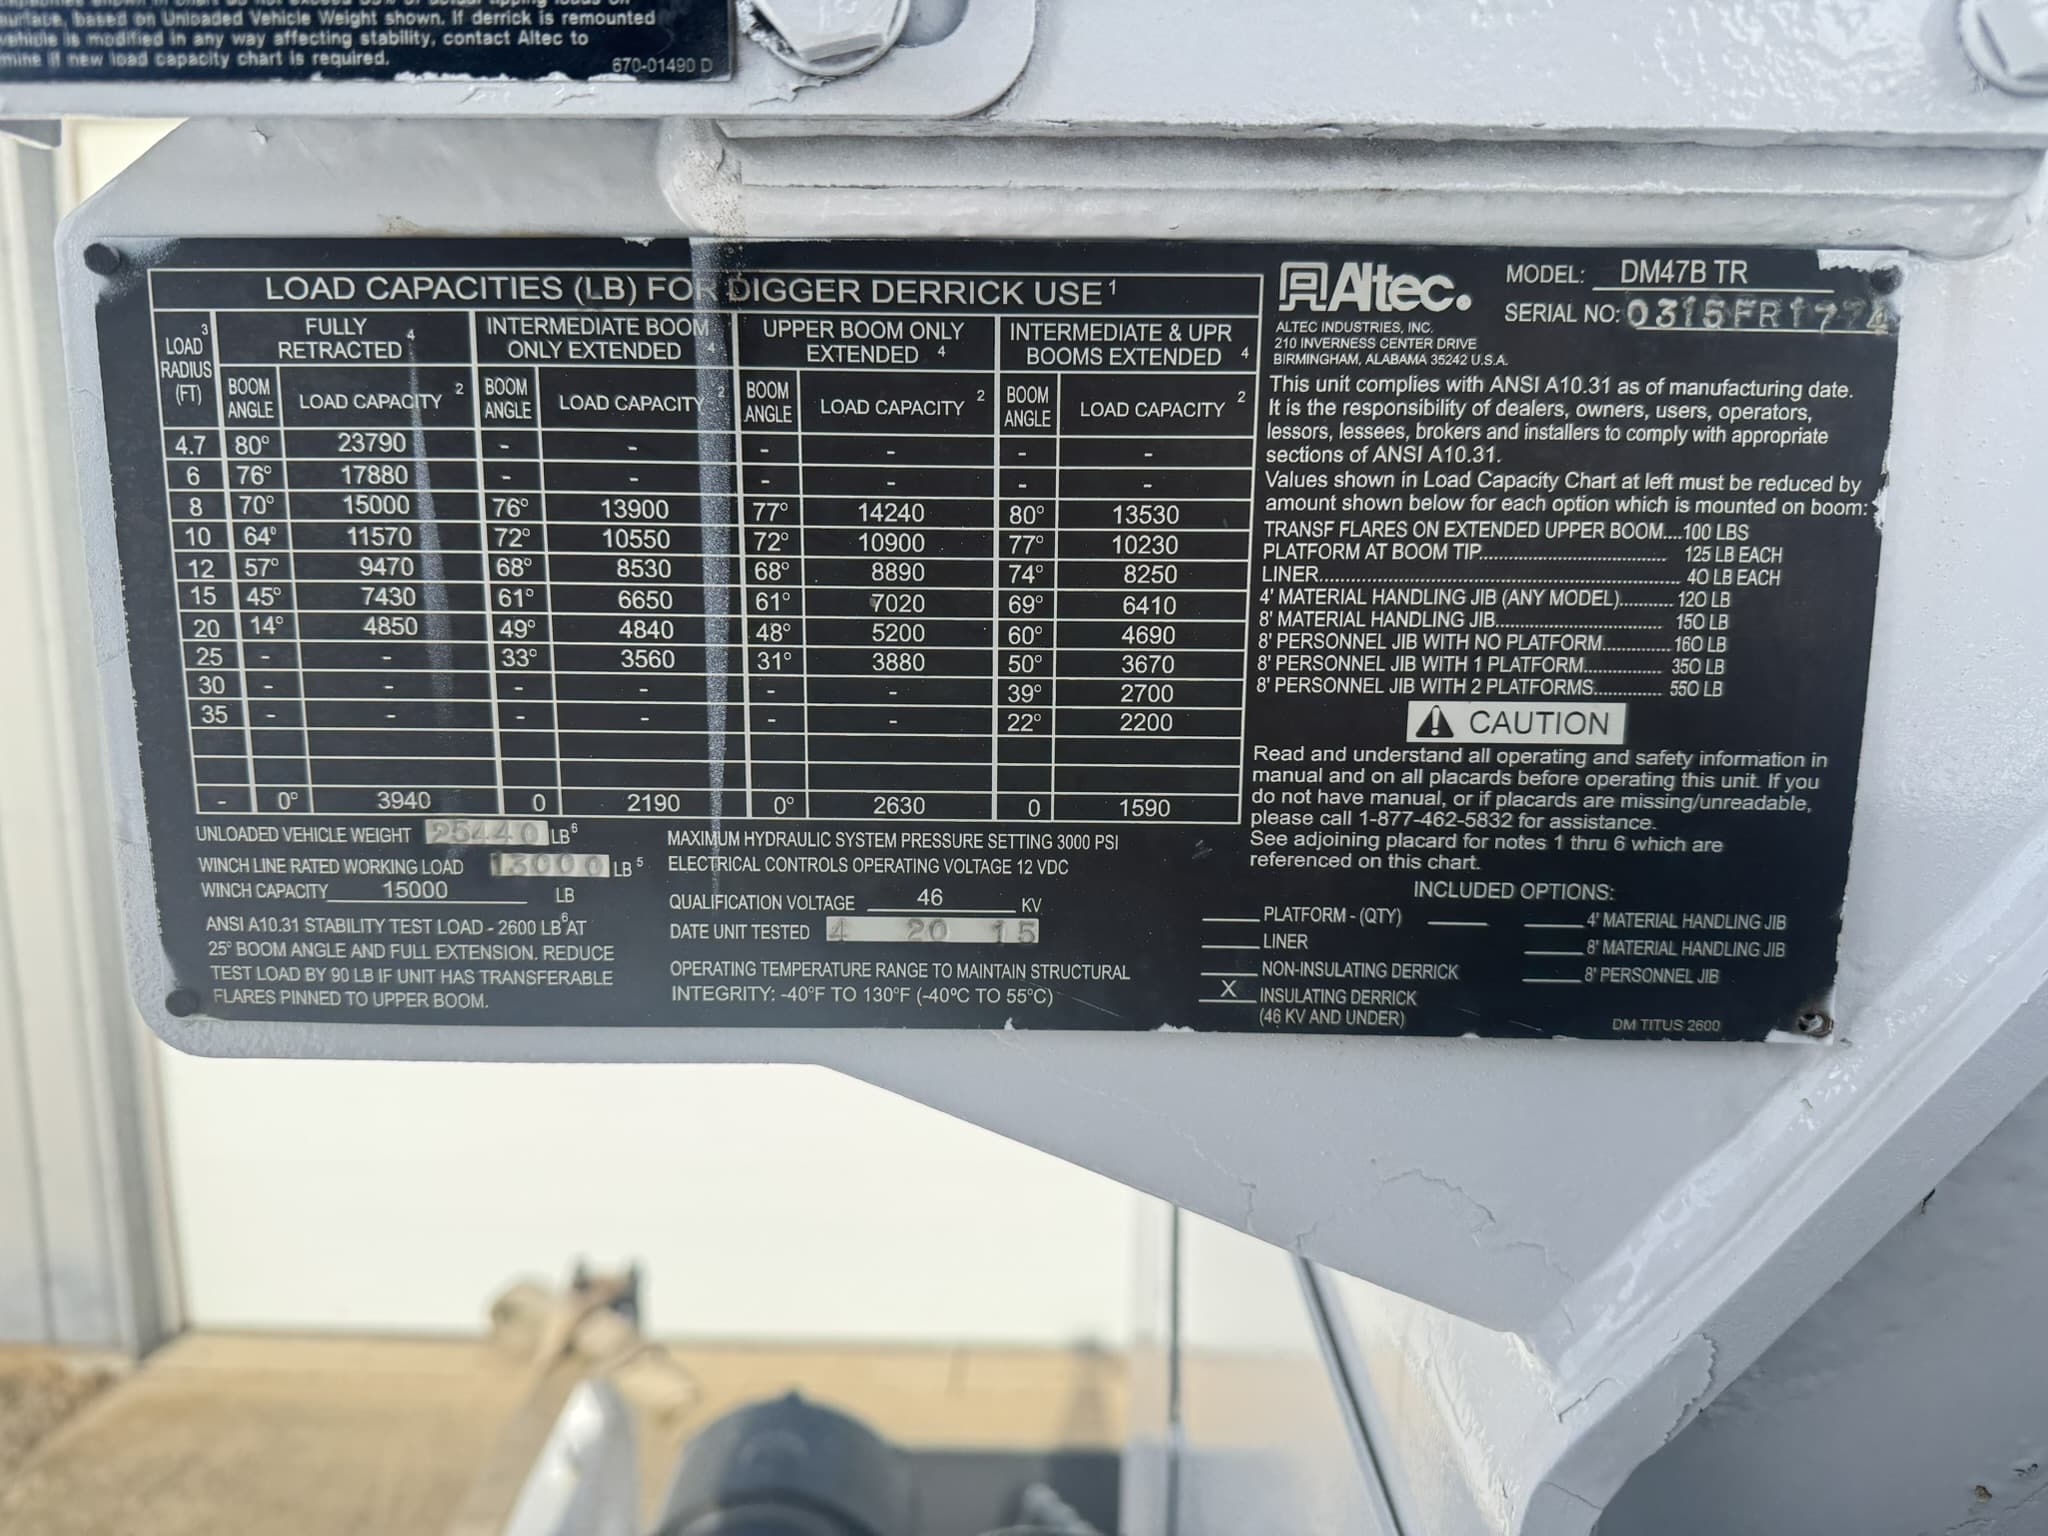 surface, based on Unloaded Vehicle Weight shown. If derrick is remounted
vehicle is modified in any way affecting stability, contact Altec to
mine if new load capacity chart is required.
670-01490 D
LOAD CAPACITIES (LB) FOR DIGGER DERRICK USE 1
LOAD 3 RADIUS (FT)
FULLY RETRACTED 4
INTERMEDIATE BOOM ONLY EXTENDED 4
UPPER BOOM ONLY EXTENDED 4
INTERMEDIATE & UPR BOOMS EXTENDED 4
BOOM ANGLE LOAD CAPACITY 2 BOOM ANGLE LOAD CAPACITY 2 BOOM ANGLE LOAD CAPACITY 2 BOOM ANGLE LOAD CAPACITY 2
4.7 80° 23790 - - - - - -
6 76° 17880 - - - - - -
8 70° 15000 76° 13900 77° 14240 80° 13530
10 64° 11570 72° 10550 72° 10900 77° 10230
12 57° 9470 68° 8530 68° 8890 74° 8250
15 45° 7430 61° 6650 61° 7020 69° 6410
20 14° 4850 49° 4840 48° 5200 60° 4690
25 - - 33° 3560 31° 3880 50° 3670
30 - - - - - - 39° 2700
35 - - - - - - 22° 2200
- 0° 3940 0 2190 0° 2630 0 1590
UNLOADED VEHICLE WEIGHT 25440 LB 6
WINCH LINE RATED WORKING LOAD 13000 LB 5
WINCH CAPACITY 15000 LB
ANSI A10.31 STABILITY TEST LOAD - 2600 LB 6 AT
25° BOOM ANGLE AND FULL EXTENSION. REDUCE
TEST LOAD BY 90 LB IF UNIT HAS TRANSFERABLE
FLARES PINNED TO UPPER BOOM.
MAXIMUM HYDRAULIC SYSTEM PRESSURE SETTING 3000 PSI
ELECTRICAL CONTROLS OPERATING VOLTAGE 12 VDC
QUALIFICATION VOLTAGE 46 KV
DATE UNIT TESTED 4 20 15
OPERATING TEMPERATURE RANGE TO MAINTAIN STRUCTURAL
INTEGRITY: -40°F TO 130°F (-40°C TO 55°C)
Altec.
MODEL: DM47B TR
SERIAL NO: 0315FR1774
ALTEC INDUSTRIES, INC.
210 INVERNESS CENTER DRIVE
BIRMINGHAM, ALABAMA 35242 U.S.A.
This unit complies with ANSI A10.31 as of manufacturing date.
It is the responsibility of dealers, owners, users, operators,
lessors, lessees, brokers and installers to comply with appropriate
sections of ANSI A10.31.
Values shown in Load Capacity Chart at left must be reduced by
amount shown below for each option which is mounted on boom:
TRANSF FLARES ON EXTENDED UPPER BOOM....100 LBS
PLATFORM AT BOOM TIP.................... 125 LB EACH
LINER.................... 40 LB EACH
4' MATERIAL HANDLING JIB (ANY MODEL)........... 120 LB
8' MATERIAL HANDLING JIB.................... 150 LB
8' PERSONNEL JIB WITH NO PLATFORM.............. 160 LB
8' PERSONNEL JIB WITH 1 PLATFORM................ 350 LB
8' PERSONNEL JIB WITH 2 PLATFORMS.............. 550 LB
CAUTION
Read and understand all operating and safety information in
manual and on all placards before operating this unit. If you
do not have manual, or if placards are missing/unreadable,
please call 1-877-462-5832 for assistance.
See adjoining placard for notes 1 thru 6 which are
referenced on this chart.
INCLUDED OPTIONS:
PLATFORM - (QTY)
LINER
NON-INSULATING DERRICK
X INSULATING DERRICK
(46 KV AND UNDER)
4' MATERIAL HANDLING JIB
8' MATERIAL HANDLING JIB
8' PERSONNEL JIB
DM TITUS 2600